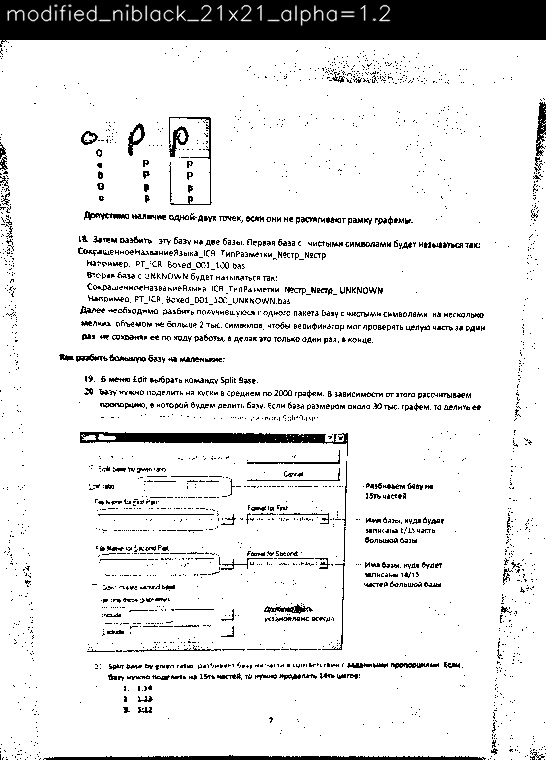 modified_niblack_21x21_alpha=1.2
o p p
o
e p p
o p p
o p p
o p p
Допустимо наличие одной-двух точек, если они не растягивают рамку графемы.
18. Затем разбить эту базу на две базы. Первая база с чистыми символами будет называться так:
СокращенноеНазваниеЯзыка_ICR_ТипРазметки_Nестр_Nестр
Например, PT_ICR_Boxed_001_100.bas
Вторая база с UNKNOWN будет называться так:
СокращенноеНазваниеЯзыка_ICR_ТипРазметки_Nестр_Nестр_UNKNOWN
Например, PT_ICR_Boxed_001_100_UNKNOWN.bas
Далее необходимо разбить получившуюся с одного пакета базу с чистыми символами на несколько
мелких, объемом не больше 2 тыс. символов, чтобы верификатор мог проверять целую часть за один
раз, не сохраняя ее по ходу работы, а делая это только один раз, в конце.
Как разбить большую базу на маленькие:
19. В меню Edit выбрать команду Split Base.
20. Базу нужно поделить на куски в среднем по 2000 графем. В зависимости от этого рассчитываем
пропорцию, в которой будем делить базу. Если база размером около 30 тыс. графем, то делить ее
Split base by given ratio
Cancel
Split ratio
Разбиваем базу на
15ть частей
File Name for First Part
Format for First:
Имя базы, куда будет
записана 1/15 часть
большой базы
File Name for Second Part
Format for Second:
Имя базы, куда будет
записаны 14/15
частей большой базы
Include
Exclude
установлено всегда
Split base by given ratio разбивает базу на части в соответствии с заданными пропорциями. Если
базу нужно поделить на 15ть частей, то нужно проделать 14ть шагов:
1. 1:14
2. 1:13
3. 1:12
7